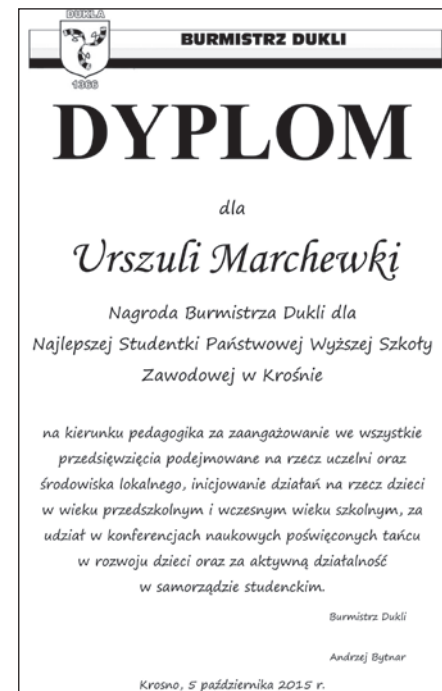 DUKLA
BURMISTRZ DUKLI
1366
DYPLOM
dla
Urszuli Marchewki
Nagroda Burmistrza Dukli dla
Najlepszej Studentki Państwowej Wyższej Szkoły
Zawodowej w Krośnie
na kierunku pedagogika za zaangażowanie we wszystkie
przedsięwzięcia podejmowane na rzecz uczelni oraz
środowiska lokalnego, inicjowanie działań na rzecz dzieci
w wieku przedszkolnym i wczesnym wieku szkolnym, za
udział w konferencjach naukowych poświęconych tańcu
w rozwoju dzieci oraz za aktywną działalność
w samorządzie studenckim.
Burmistrz Dukli
Andrzej Bytnar
Krosno, 5 października 2015 r.